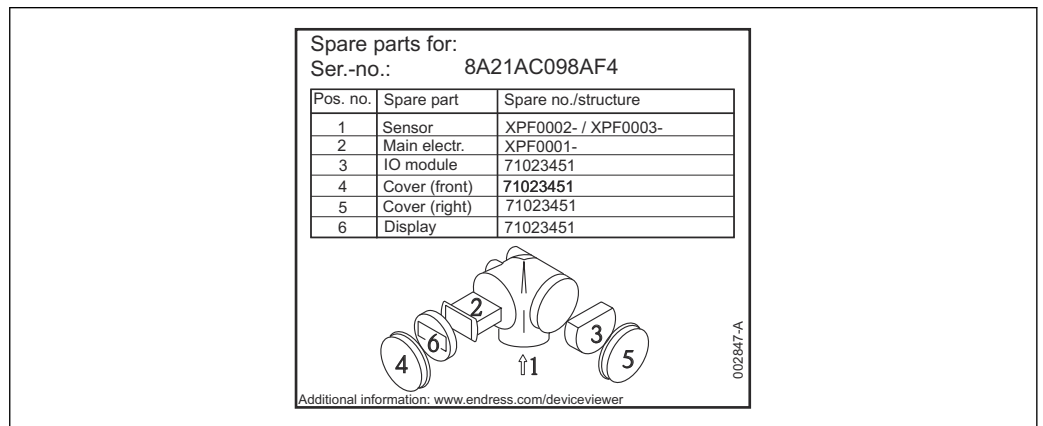 Spare parts for:
Ser.-no.: 8A21AC098AF4
Pos. no. Spare part Spare no./structure
1 Sensor XPF0002- / XPF0003-
2 Main electr. XPF0001-
3 IO module 71023451
4 Cover (front) 71023451
5 Cover (right) 71023451
6 Display 71023451
2
6
4
⇧1
3
5
002847-A
Additional information: www.endress.com/deviceviewer